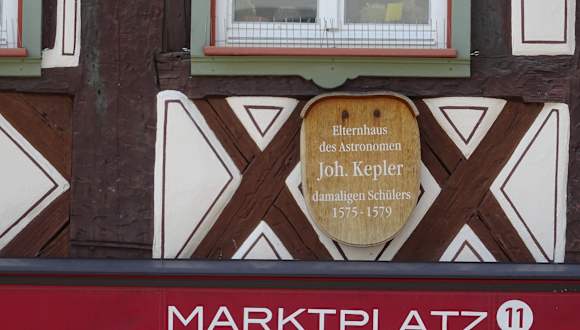 Elternhaus
des Astronomen
Joh. Kepler
damaligen Schülers
1575 - 1579
MARKTPLATZ 11